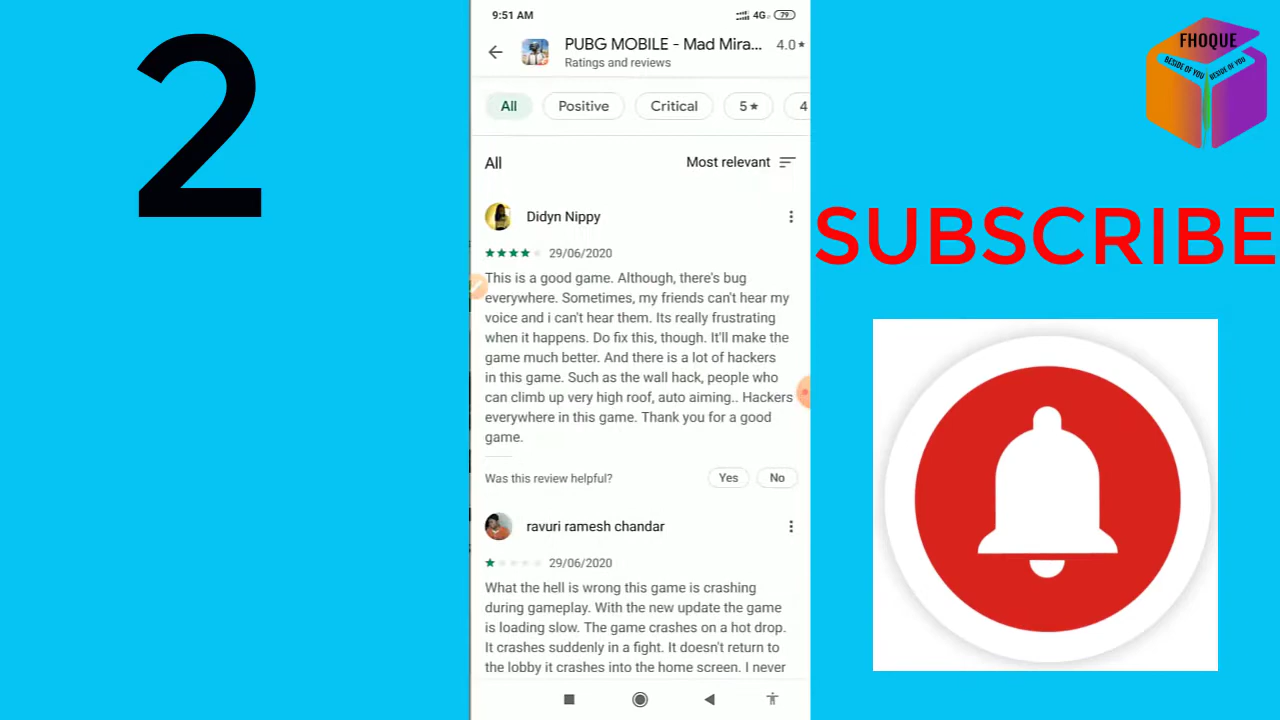 2
9:51 AM
4G
79
PUBG MOBILE - Mad Mira... 4.0★
Ratings and reviews
All
Positive
Critical
5★
4
All
Most relevant
Didyn Nippy
29/06/2020
This is a good game. Although, there's bug
everywhere. Sometimes, my friends can't hear my
voice and i can't hear them. Its really frustrating
when it happens. Do fix this, though. It'll make the
game much better. And there is a lot of hackers
in this game. Such as the wall hack, people who
can climb up very high roof, auto aiming.. Hackers
everywhere in this game. Thank you for a good
game.
Was this review helpful?
Yes
No
ravuri ramesh chandar
29/06/2020
What the hell is wrong this game is crashing
during gameplay. With the new update the game
is loading slow. The game crashes on a hot drop.
It crashes suddenly in a fight. It doesn't return to
the lobby it crashes into the home screen. I never
FHOQUE
BESIDE OF YOU
BESIDE OF YOU
SUBSCRIBE